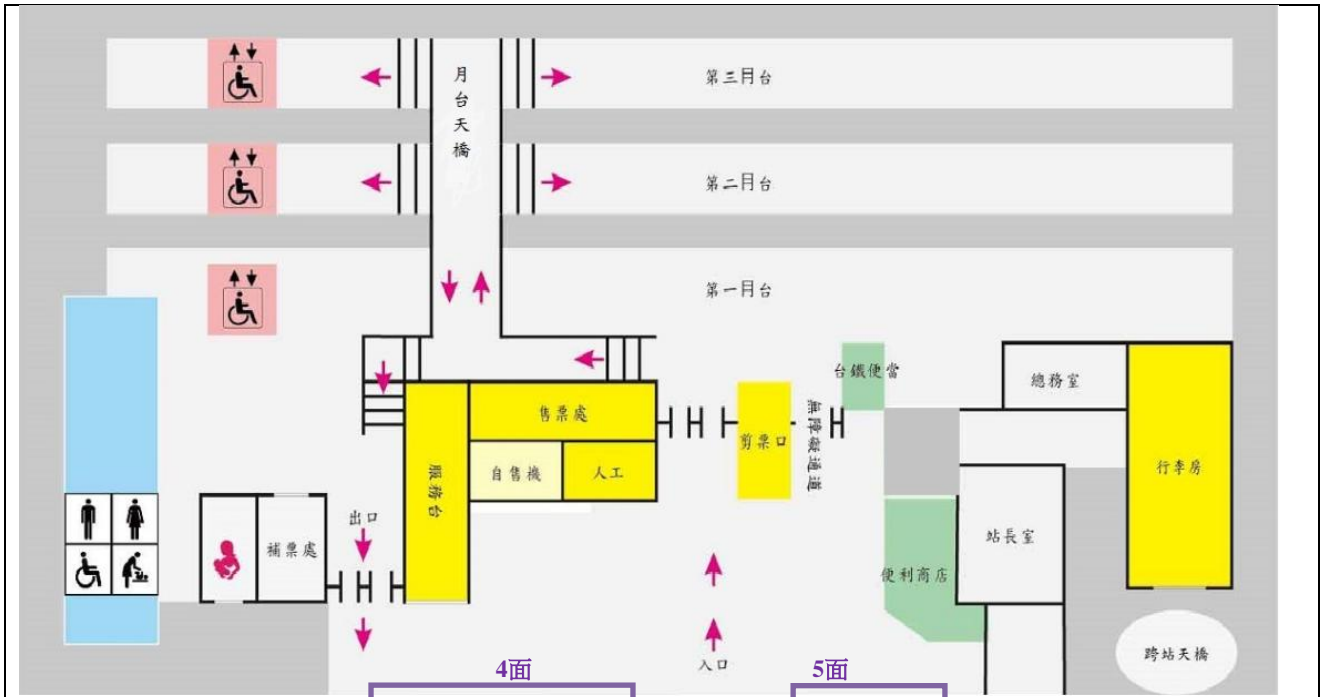 月台天橋
第三月台
第二月台
第一月台
台鐵便當
總務室
售票處
剪票口
無障礙通道
自售機
人工
服務台
行李房
出口
補票處
站長室
便利商店
入口
跨站天橋
4面
5面